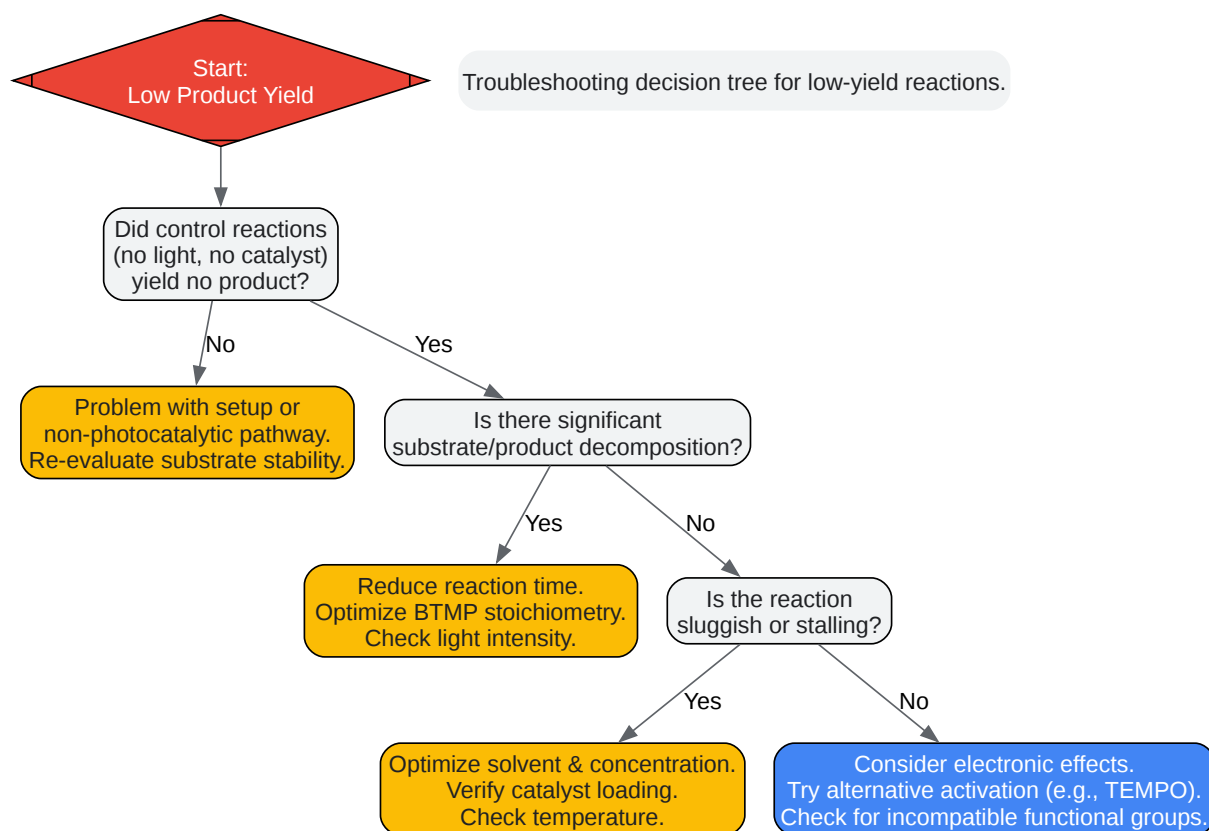 Start:
Low Product Yield
Troubleshooting decision tree for low-yield reactions.
Did control reactions
(no light, no catalyst)
yield no product?
No
Yes
Problem with setup or
non-photocatalytic pathway.
Re-evaluate substrate stability.
Is there significant
substrate/product decomposition?
Yes
No
Reduce reaction time.
Optimize BTMP stoichiometry.
Check light intensity.
Is the reaction
sluggish or stalling?
Yes
No
Optimize solvent & concentration.
Verify catalyst loading.
Check temperature.
Consider electronic effects.
Try alternative activation (e.g., TEMPO).
Check for incompatible functional groups.